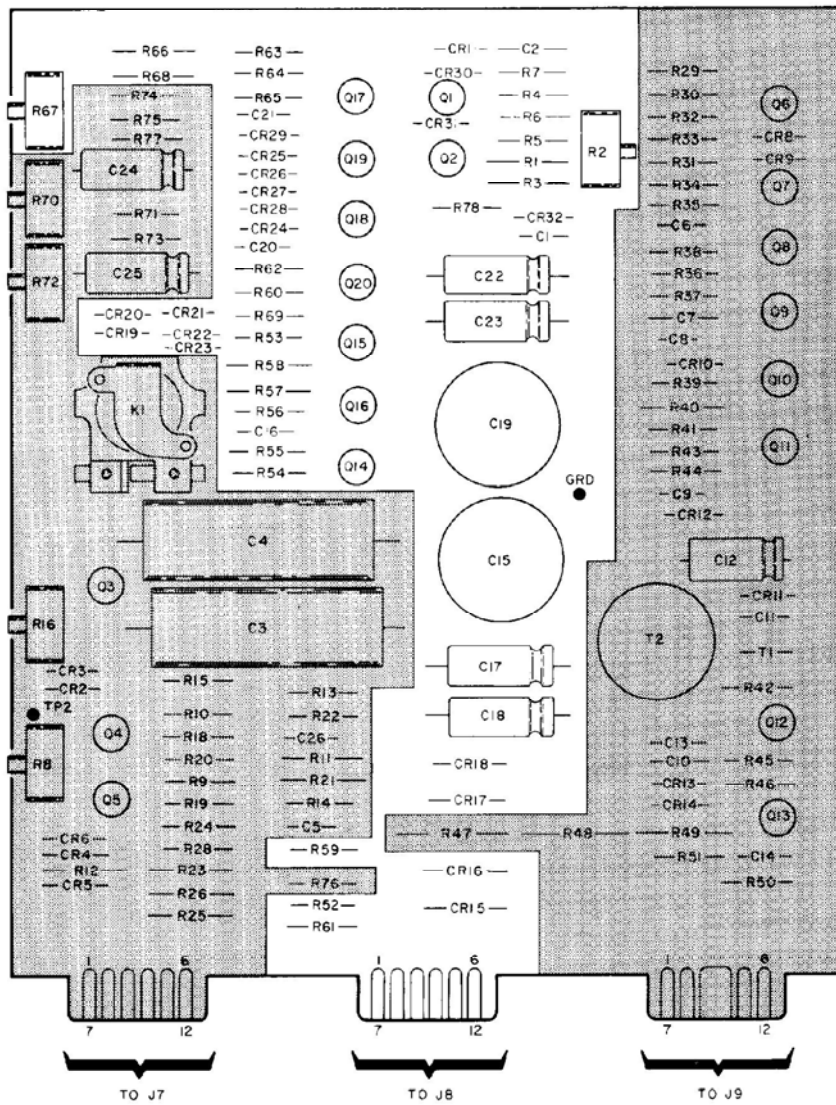 R66 R63 CR1 C2
R68 R64 CR30 R7 R29
R74 R65 Q17 Q1 R4 R30 Q6
R67 C21 R6 R32
R75 CR31
R77 CR29 R5 R2 R33 CR8
C24 CR25 Q19 Q2 R1 R31 CR9
CR26 R3 R34 Q7
R70 CR27
R71 CR28 Q18 R78 CR32 R35
CR24 C1 C6
R73 C20 R38 Q8
R72 C25 R62 C22 R36
R60 Q20 R37
CR20 CR21 R69 C23 C7 Q9
CR19 CR22 R53 Q15 C8
CR23
R58 CR10
K1 R57 R39 Q10
R56 Q16 R40
C16 C19 R41
R55 R43 Q11
R54 Q14 GRD R44
C9
CR12
C4
C15 C12
Q3 CR11
R16 C3 C11
T2 T1
CR3 R15 C17
CR2 R13 R42
TP2 R10 R22 C18 Q12
Q4 R18 C26 C13
R8 R20 R11 CR18 C10 R45
R9 R21 CR13 R46
Q5 R19 R14 CR17 CR14
R24 C5 Q13
CR6 R47 R48 R49
CR4 R28 R59 R51 C14
R12 R23 CR16
CR5 R76 R50
R26 R52 CR15
R25 R61
1 6 1 6 1 6
7 12 7 12 7 12
TO J7 TO J8 TO J9